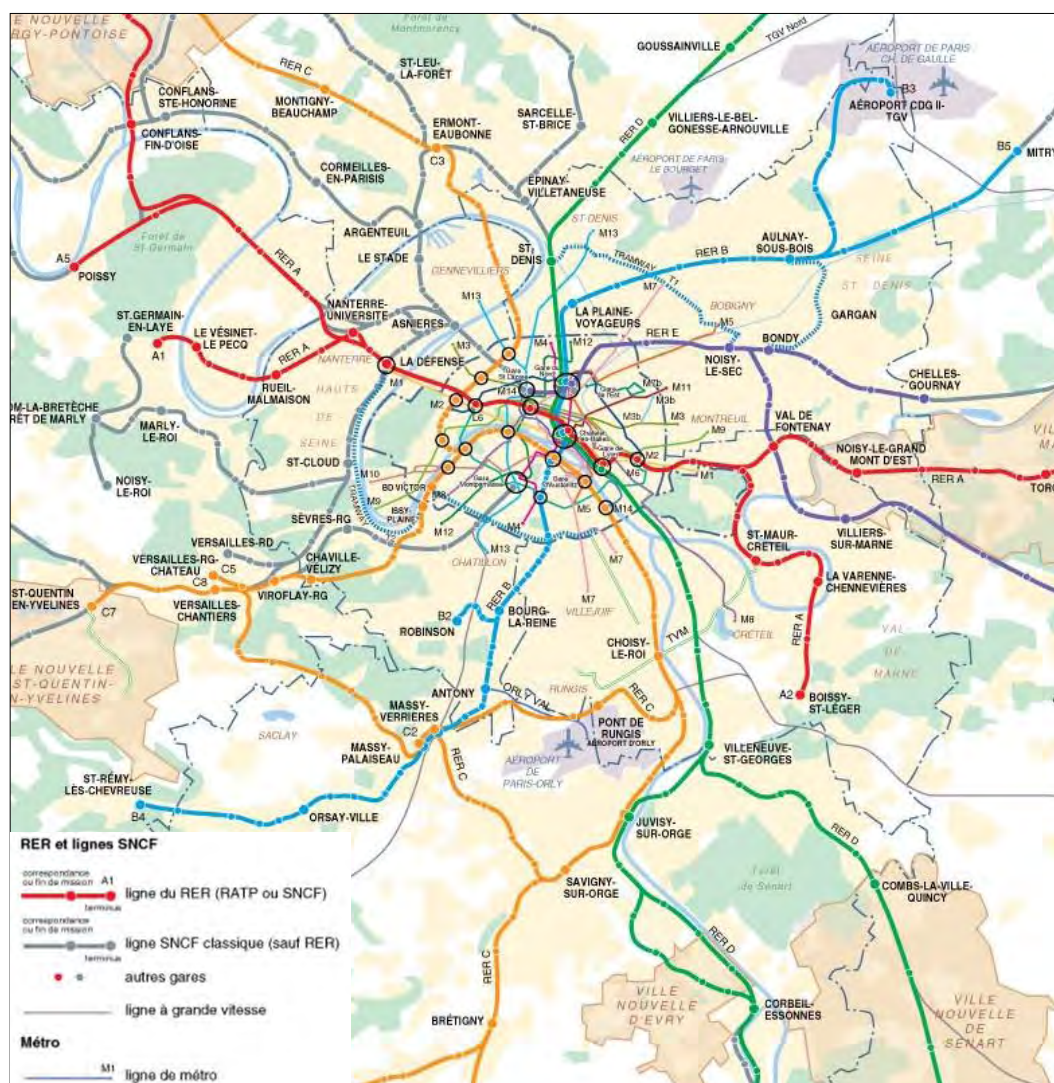 E NOUVELLE
RGY-PONTOISE
Forêt de
Montmorency
TGV Nord
GOUSSAINVILLE
AÉROPORT DE PARIS
CH. DE GAULLE
B3
AÉROPORT CDG II-
TGV
ST-LEU-
LA-FORÊT
RER C
MONTIGNY-
BEAUCHAMP
CONFLANS-
STE-HONORINE
CONFLANS-
FIN-D'OISE
SARCELLE-
ST-BRICE
ERMONT-
EAUBONNE
C3
RER D
VILLIERS-LE-BEL-
GONESSE-ARNOUVILLE
B5
MITRY
CORMEILLES-
EN-PARISIS
AÉROPORT DE PARIS
LE BOURGET
ÉPINAY-
VILLETANEUSE
ST-DENIS
M13
Forêt de
St-Germain
ARGENTEUIL
LE STADE
A5
POISSY
RER A
GENNEVILLIERS
ST-
DENIS
TRAMWAY
T1
M7
RER B
AULNAY-
SOUS-BOIS
SEINE
ST - DENIS
NANTERRE-
UNIVERSITÉ
ST.GERMAIN-
EN-LAYE
LE VÉSINET-
LE PECQ
A1
RER A
ASNIERES
M13
LA PLAINE-
VOYAGEURS
BOBIGNY
M5
GARGAN
RER E
BONDY
NANTERRE
LA DÉFENSE
M3
M4
M12
NOISY-
LE-SEC
RUEIL-
MALMAISON
HAUTS
DE
SEINE
M1
M2
L6
M14
M7b
M11
M3b
M3b
M3
M9
MONTREUIL
CHELLES-
GOURNAY
OM-LA-BRETÈCHE
RÊT DE MARLY
MARLY-
LE-ROI
VAL DE
FONTENAY
NOISY-LE-GRAND
MONT D'EST
ST-CLOUD
M2
M6
M1
RER A
TORC
NOISY-
LE-ROI
M10
M9
TRAMWAY
BD VICTOR
ISSY-
PLAINE
M5
M14
VILLIERS-
SUR-MARNE
SÈVRES-RG
M12
M4
VERSAILLES-RD
ST-MAUR-
CRÉTEIL
VERSAILLES-RG-
CHATEAU
C5
C8
CHAVILLE-
VÉLIZY
M13
CHATILLON
M7
LA VARENNE-
CHENNEVIÈRES
ST-QUENTIN
EN-YVELINES
C7
VERSAILLES-
CHANTIERS
VIROFLAY-RG
B2
ROBINSON
RER B
BOURG-
LA-REINE
M7
VILLEJUIF
M8
CRÉTEIL
RER A
CHOISY-
LE-ROI
TVM
VAL-
DE-
MARNE
LE NOUVELLE
ST-QUENTIN-
N-YVELINES
ANTONY
ORLYVAL
RUNGIS
RER C
A2
BOISSY-
ST-LÉGER
MASSY-
VERRIÈRES
C2
PONT DE
RUNGIS
AÉROPORT D'ORLY
SACLAY
MASSY-
PALAISEAU
AÉROPORT
DE
PARIS-ORLY
VILLENEUVE-
ST-GEORGES
RER C
ST-RÉMY-
LÈS-CHEVREUSE
B4
ORSAY-VILLE
JUVISY-
SUR-ORGE
RER D
RER et lignes SNCF
correspondance
ou fin de mission A1
terminus
ligne du RER (RATP ou SNCF)
SAVIGNY-
SUR-ORGE
Forêt
de Sénart
COMBS-LA-VILLE-
QUINCY
correspondance
ou fin de mission
terminus
ligne SNCF classique (sauf RER)
autres gares
RER C
RER D
ligne à grande vitesse
BRÉTIGNY
VILLE
NOUVELLE
D'EVRY
CORBEIL-
ESSONNES
VILLE
NOUVELLE
DE
SÉNART
Métro
M1
ligne de métro